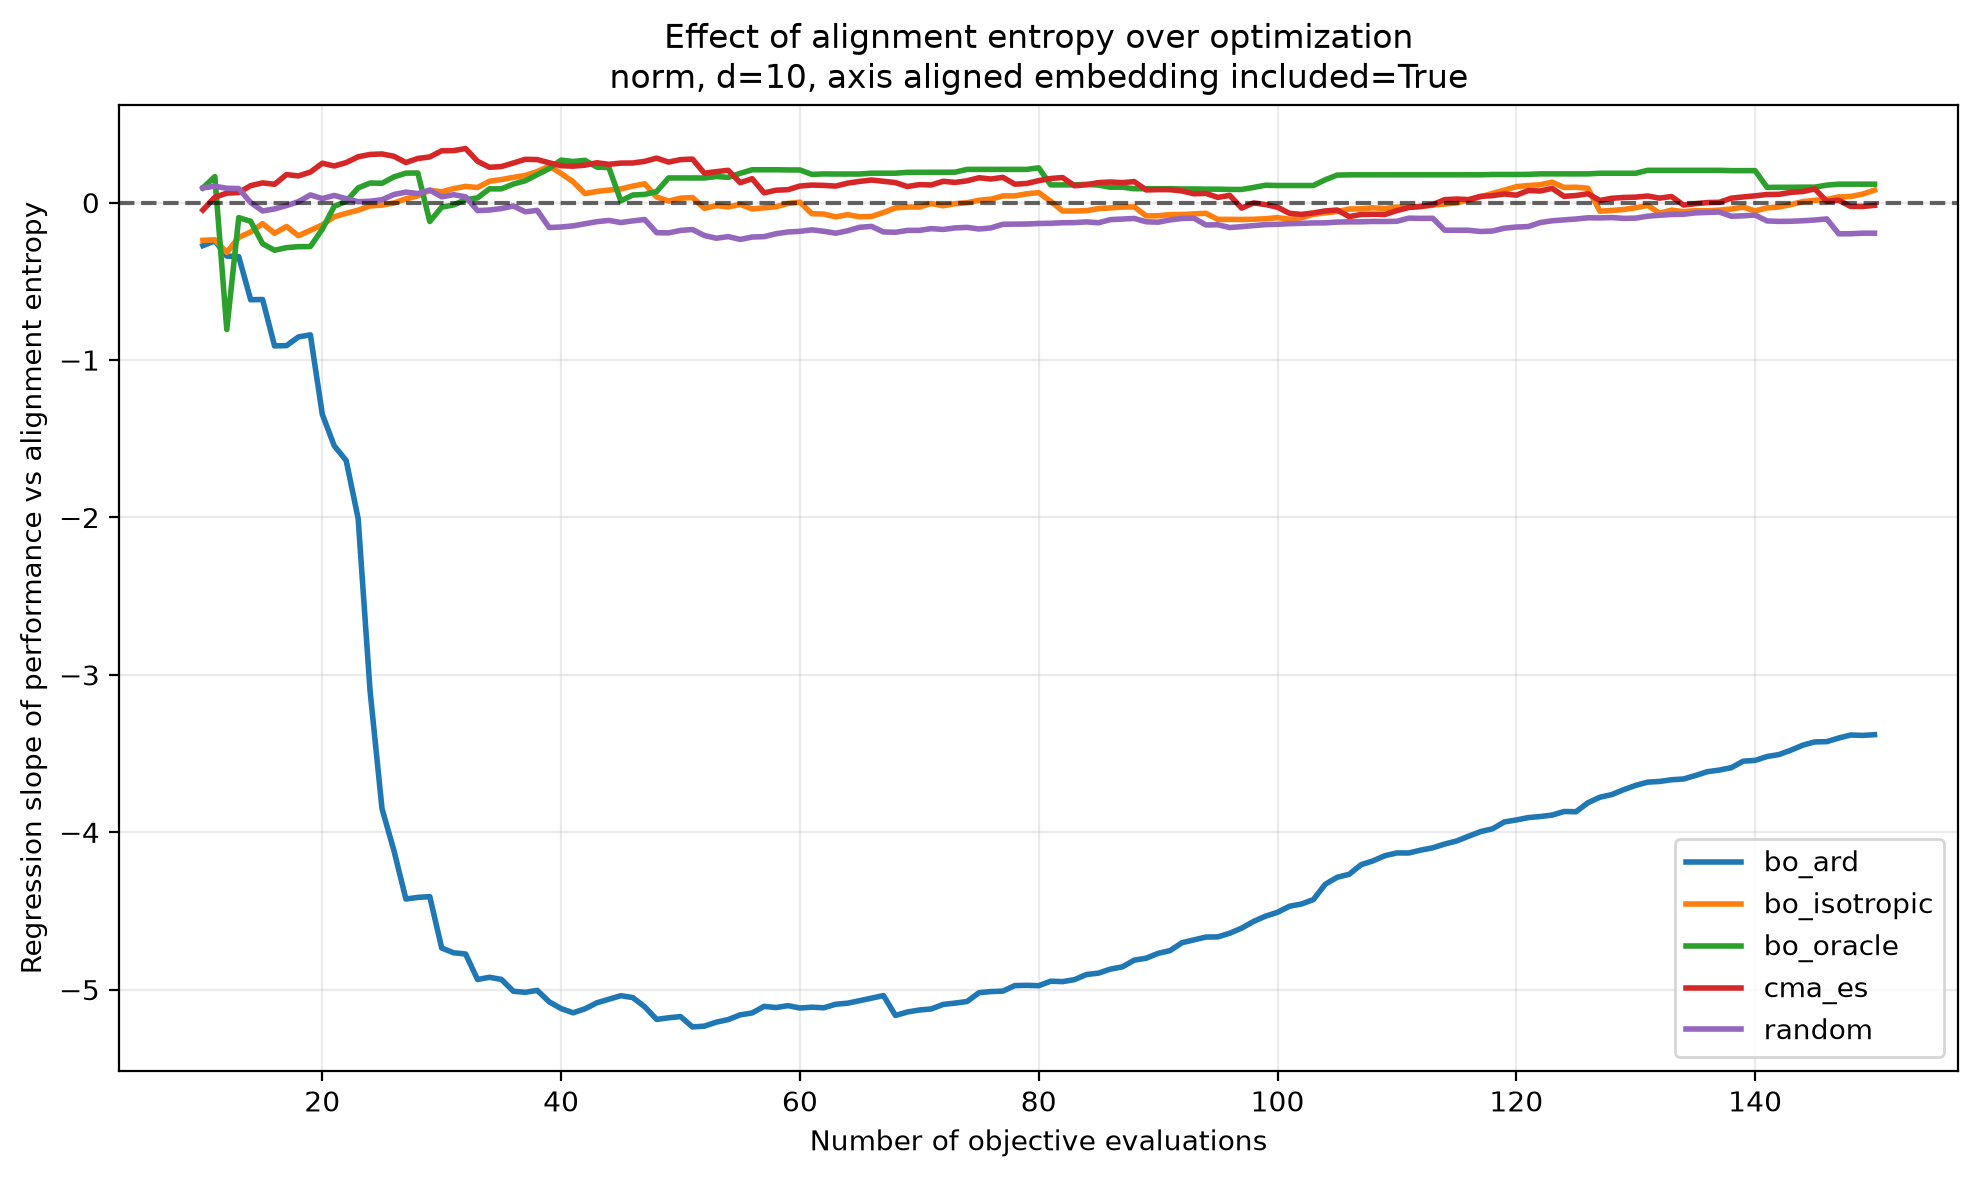 Effect of alignment entropy over optimization
norm, d=10, axis aligned embedding included=True
Regression slope of performance vs alignment entropy
0
−1
−2
−3
−4
−5
20
40
60
80
100
120
140
Number of objective evaluations
bo_ard
bo_isotropic
bo_oracle
cma_es
random